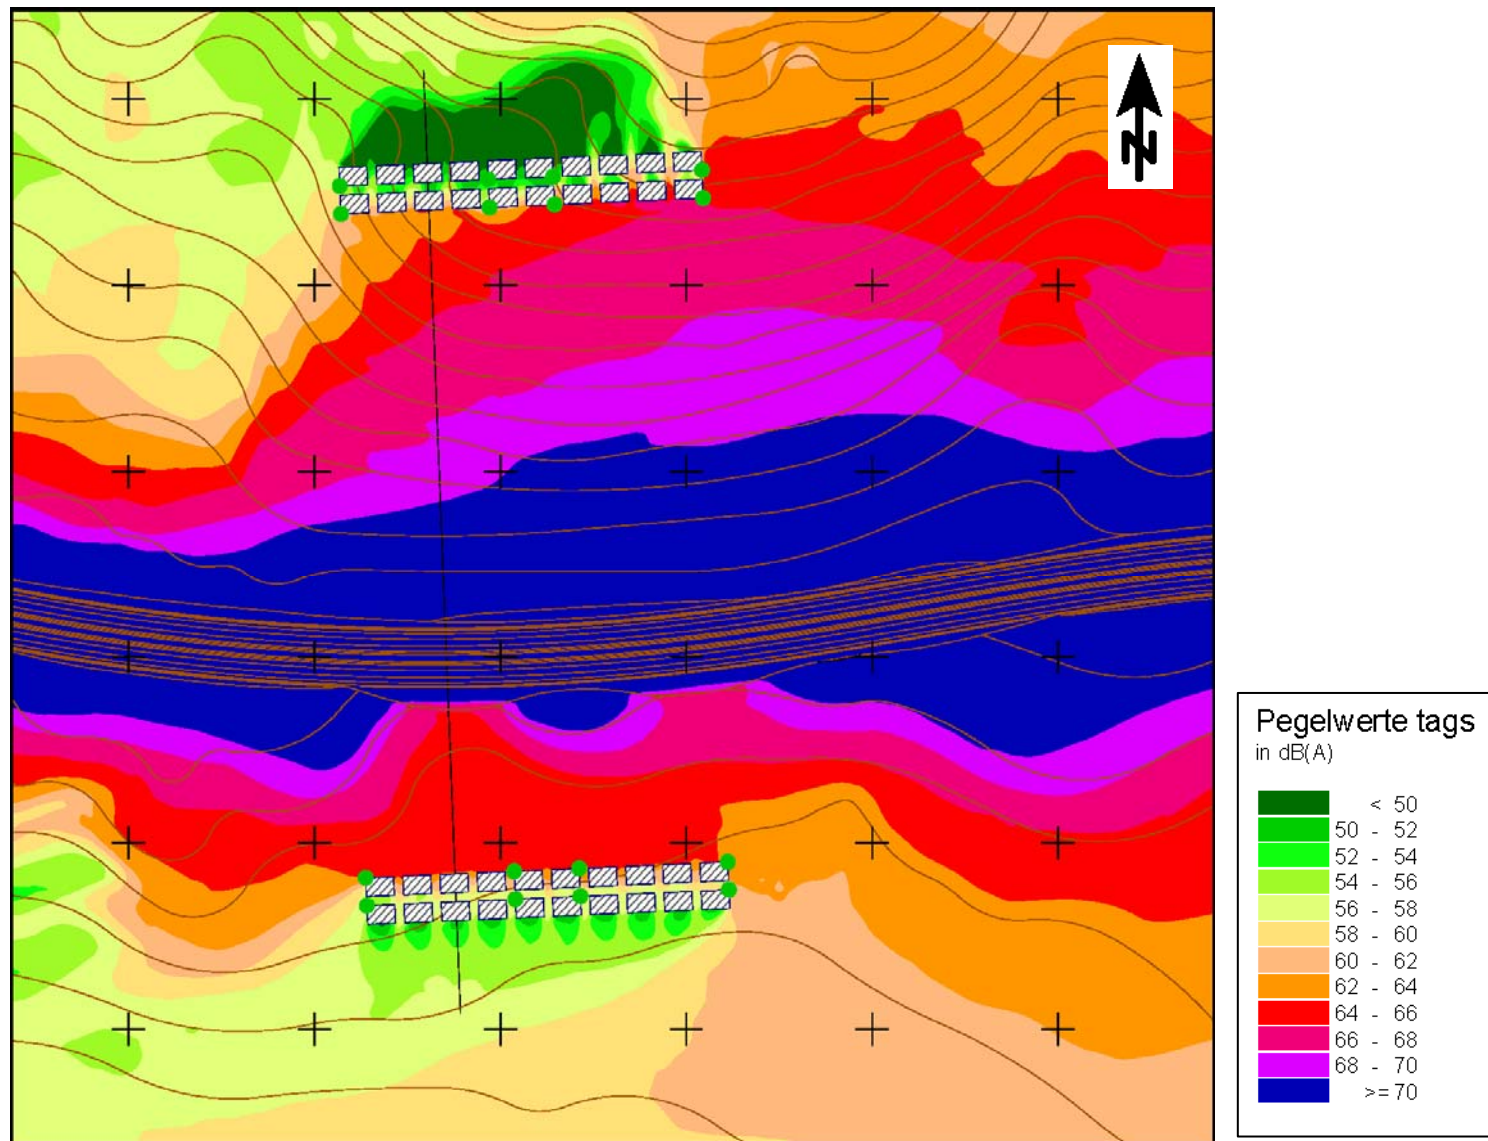 N
Pegelwerte tags
in dB(A)
< 50
50 - 52
52 - 54
54 - 56
56 - 58
58 - 60
60 - 62
62 - 64
64 - 66
66 - 68
68 - 70
>= 70